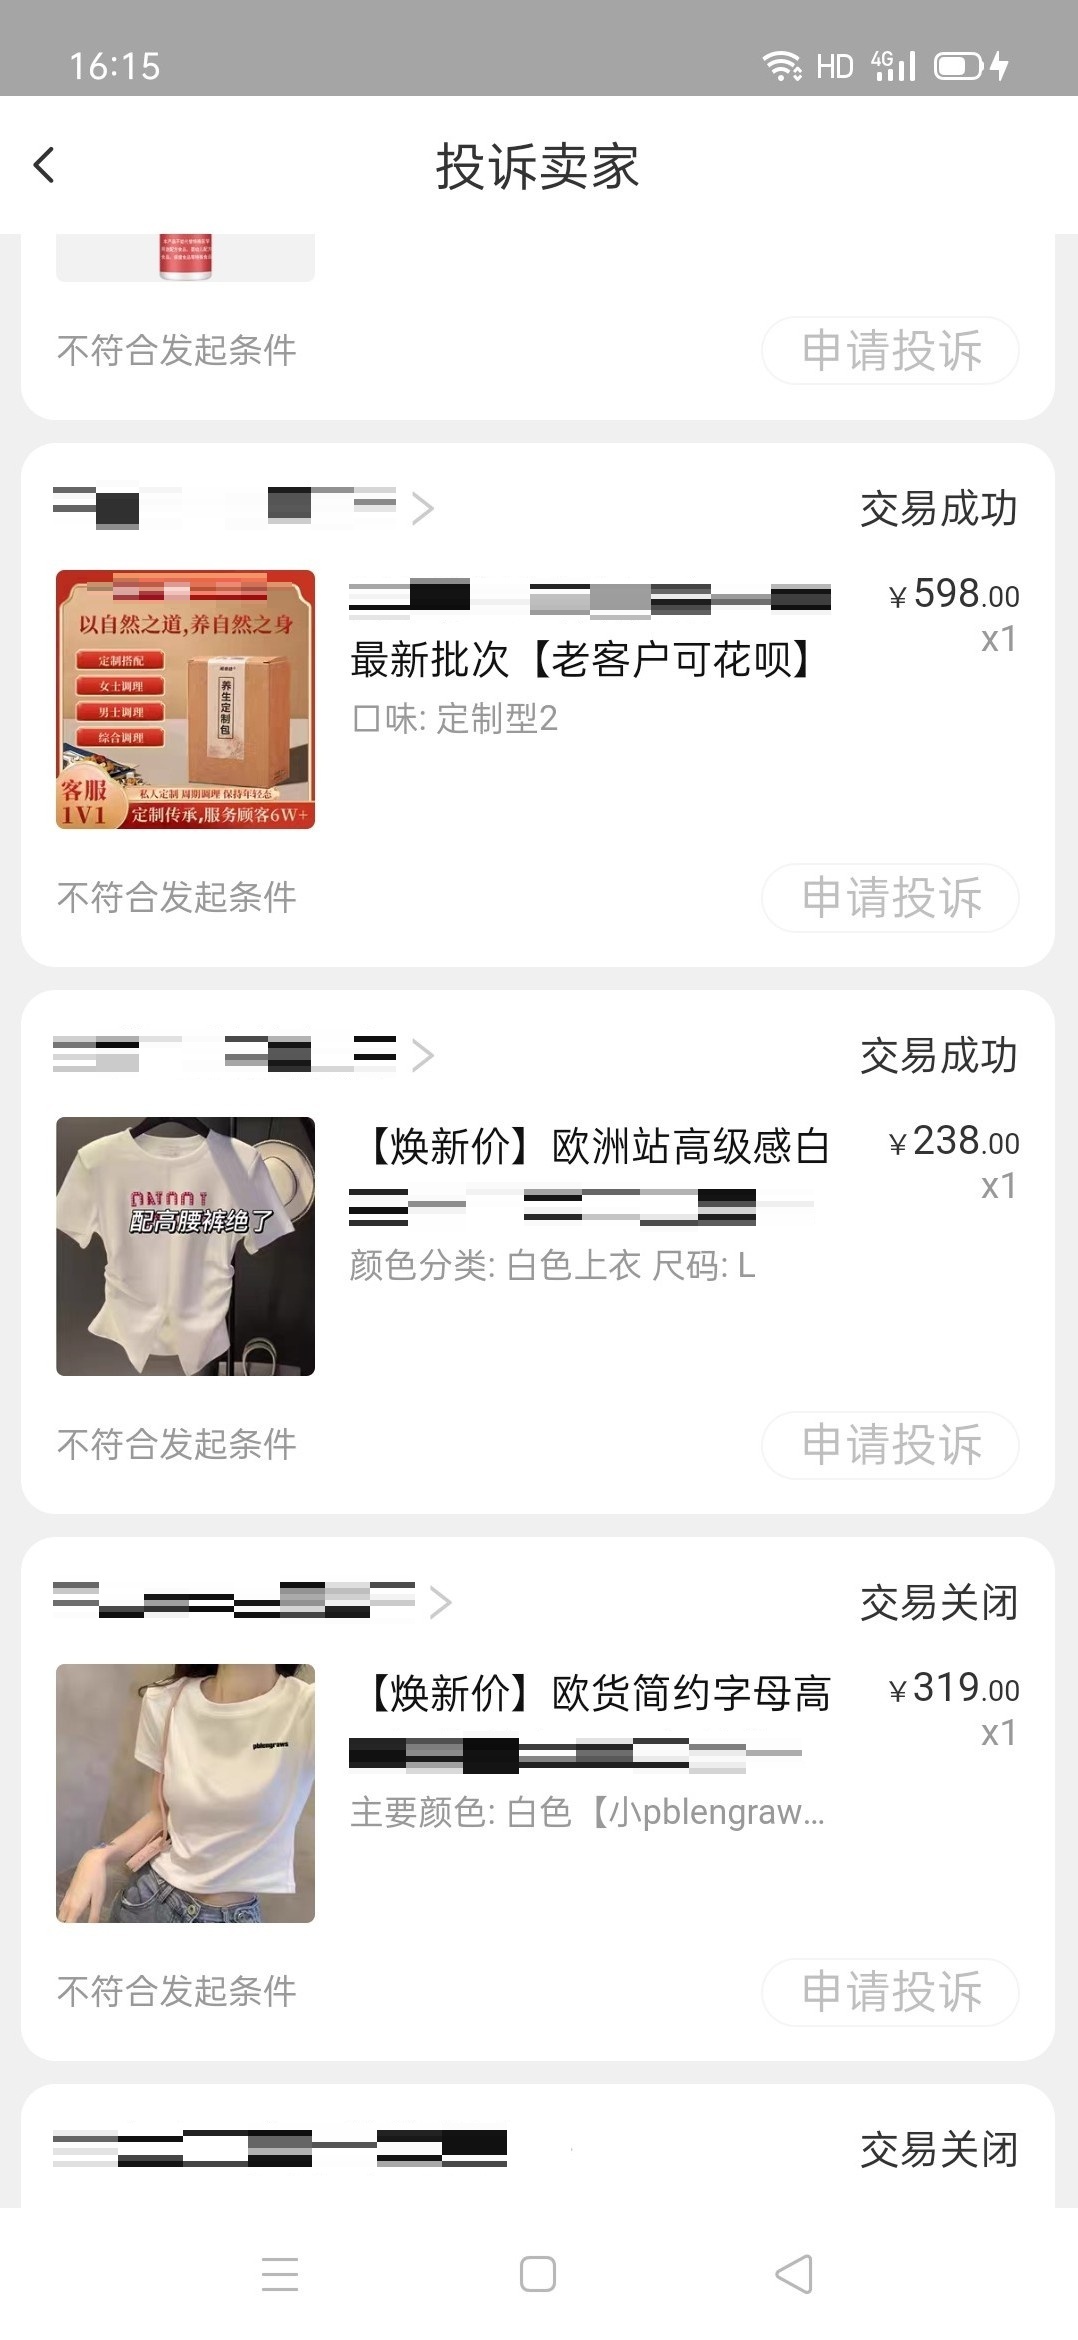 16:15
HD
4G
投诉卖家
不符合发起条件
申请投诉
交易成功
以自然之道,养自然之身
定制搭配
女士调理
男士调理
综合调理
养生定制包
客服
1V1
私人定制 周期调理 保持年轻态
定制传承,服务顾客6W+
¥598.00
最新批次【老客户可花呗】
x1
口味: 定制型2
不符合发起条件
申请投诉
交易成功
配高腰裤绝了
【焕新价】欧洲站高级感白
¥238.00
x1
颜色分类: 白色上衣 尺码: L
不符合发起条件
申请投诉
交易关闭
pblengraws
【焕新价】欧货简约字母高
¥319.00
x1
主要颜色: 白色【小pblengraw...
不符合发起条件
申请投诉
交易关闭